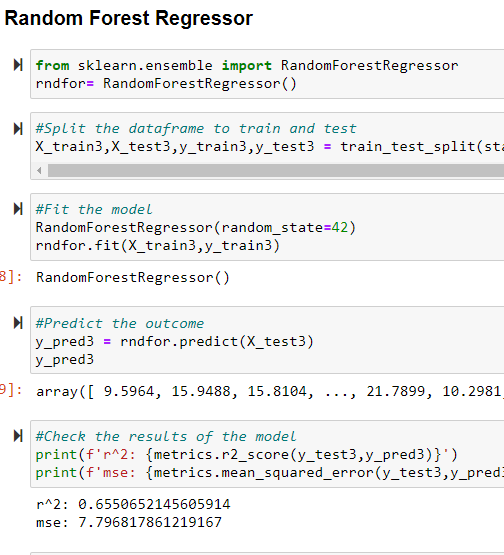 Random Forest Regressor
from sklearn.ensemble import RandomForestRegressor
rndfor= RandomForestRegressor()
#Split the dataframe to train and test
X_train3,X_test3,y_train3,y_test3 = train_test_split(sta
#Fit the model
RandomForestRegressor(random_state=42)
rndfor.fit(X_train3,y_train3)
8]: RandomForestRegressor()
#Predict the outcome
y_pred3 = rndfor.predict(X_test3)
y_pred3
9]: array([ 9.5964, 15.9488, 15.8104, ..., 21.7899, 10.2981,
#Check the results of the model
print(f'r^2: {metrics.r2_score(y_test3,y_pred3)}')
print(f'mse: {metrics.mean_squared_error(y_test3,y_pred3
r^2: 0.6550652145605914
mse: 7.796817861219167